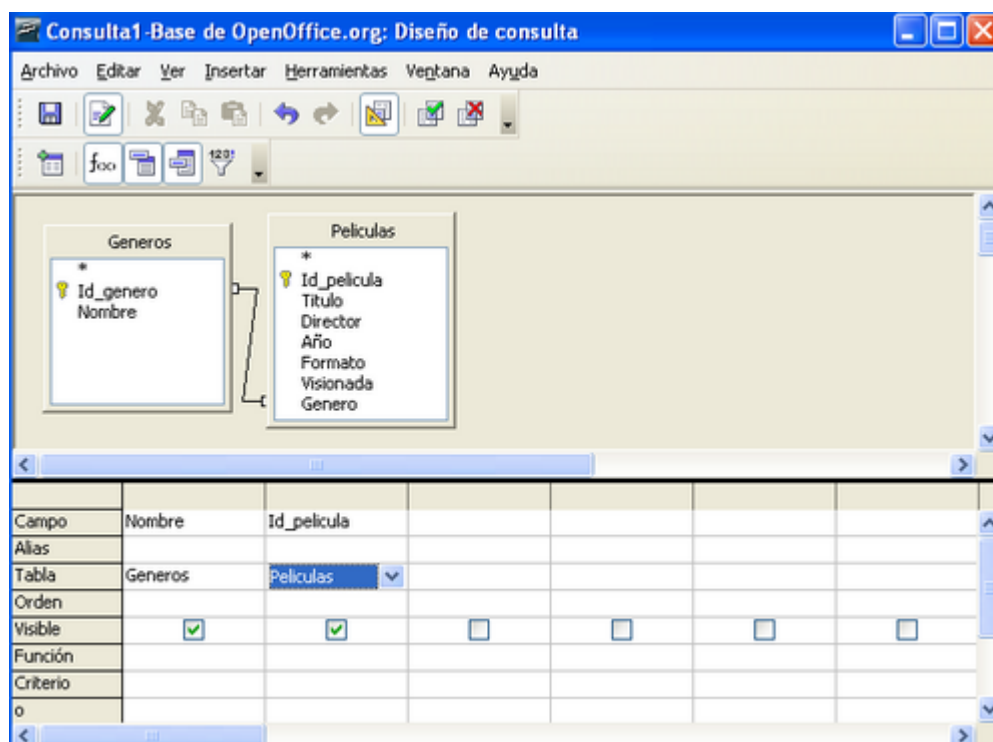 Consulta1-Base de OpenOffice.org: Diseño de consulta
Archivo Editar Ver Insertar Herramientas Ventana Ayuda
Generos
*
Id_genero
Nombre
Peliculas
*
Id_pelicula
Titulo
Director
Año
Formato
Visionada
Genero
Campo Nombre Id_pelicula
Alias
Tabla Generos Peliculas
Orden
Visible
Función
Criterio
o